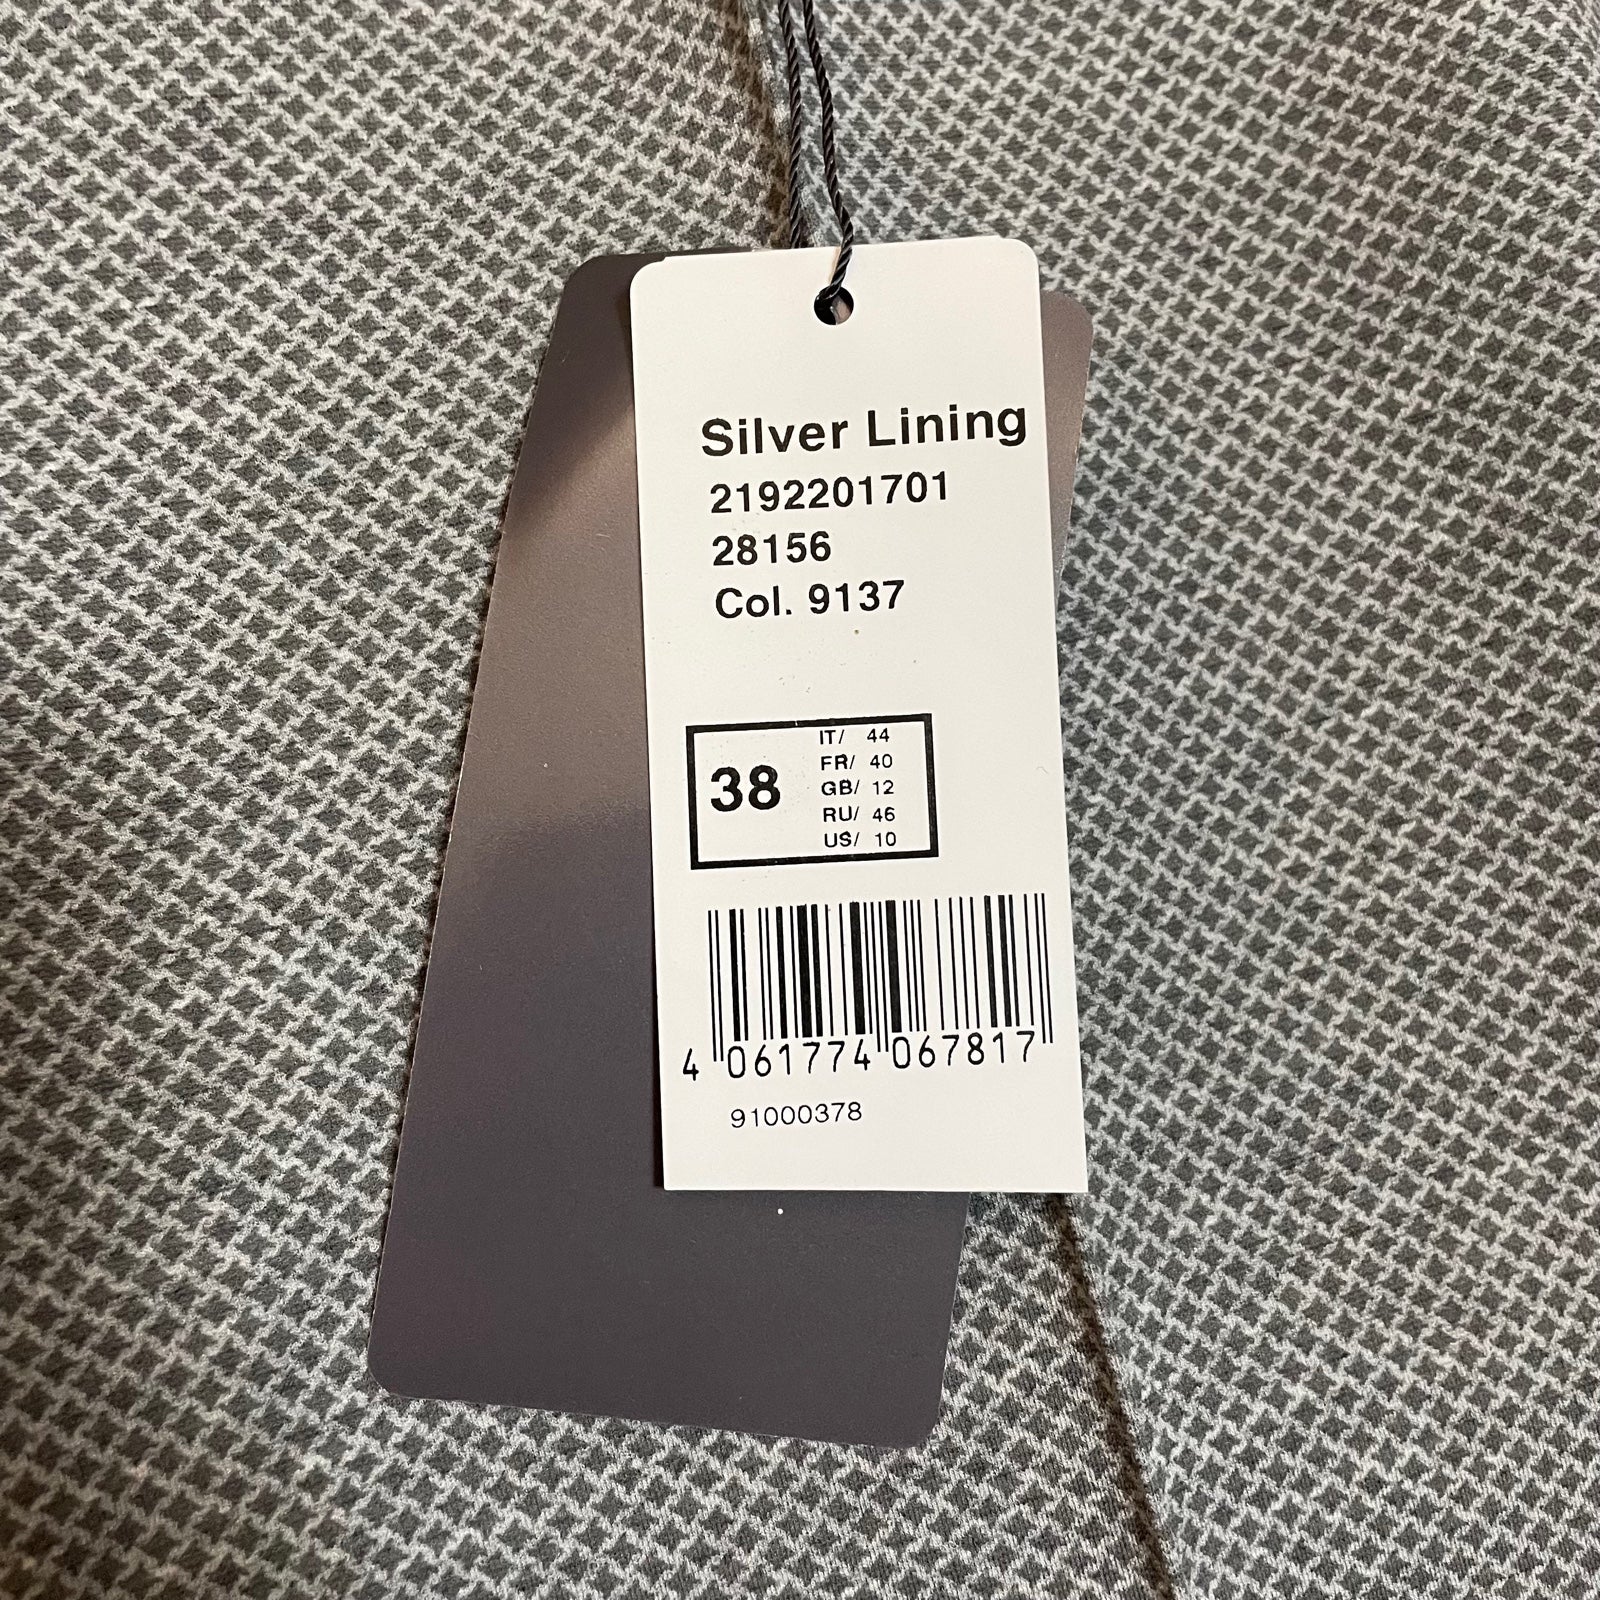 Silver Lining
2192201701
28156
Col. 9137
38
IT/ 44
FR/ 40
GB/ 12
RU/ 46
US/ 10
4 061774 067817
91000378